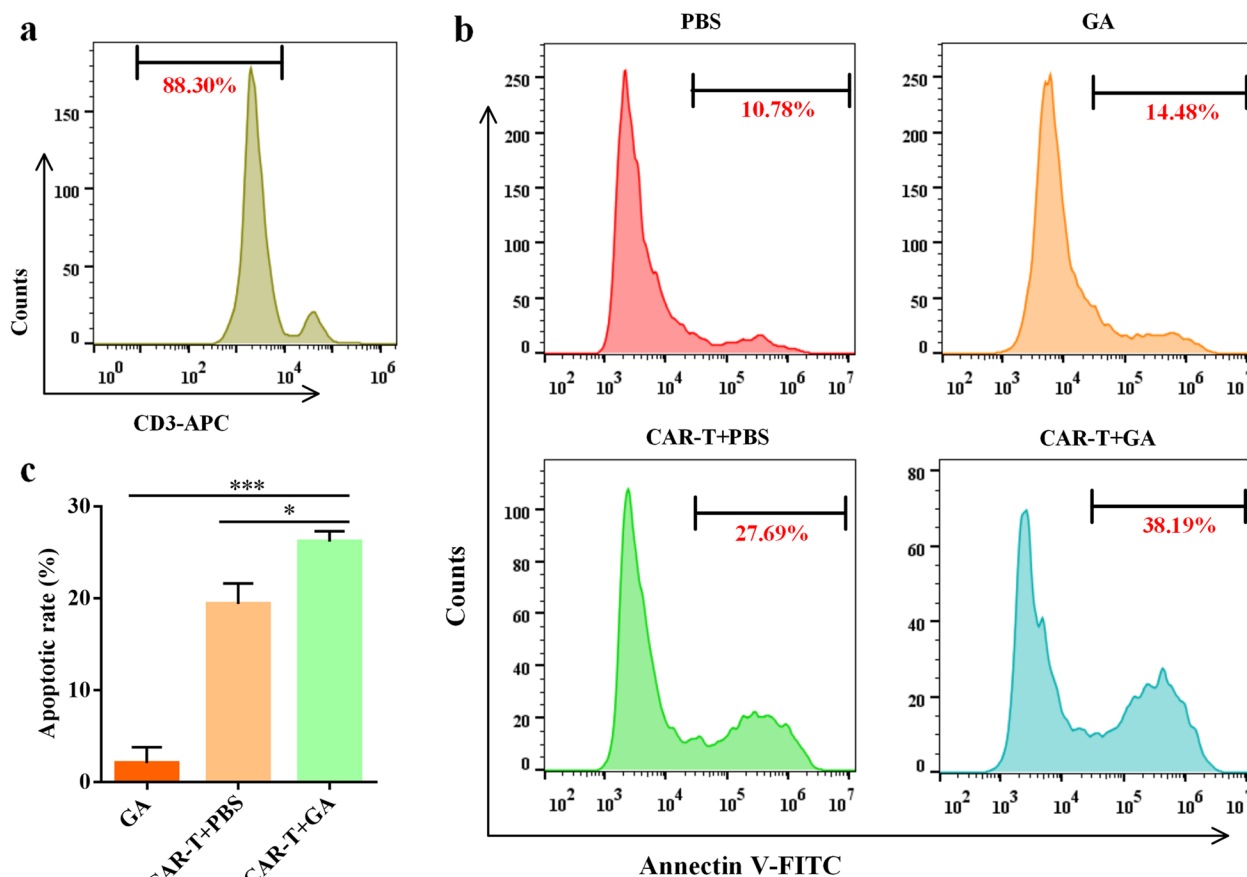 a
88.30%
150
100
50
0
Counts
10^0 10^2 10^4 10^6
CD3-APC
b
PBS
10.78%
250
200
150
100
50
0
10^2 10^3 10^4 10^5 10^6 10^7
GA
14.48%
250
200
150
100
50
0
10^2 10^3 10^4 10^5 10^6
CAR-T+PBS
27.69%
100
80
60
40
20
0
10^2 10^3 10^4 10^5 10^6 10^7
CAR-T+GA
38.19%
80
60
40
20
0
10^2 10^3 10^4 10^5 10^6
Counts
Annectin V-FITC
c
***
*
30
20
10
0
Apoptotic rate (%)
GA
CAR-T+PBS
CAR-T+GA